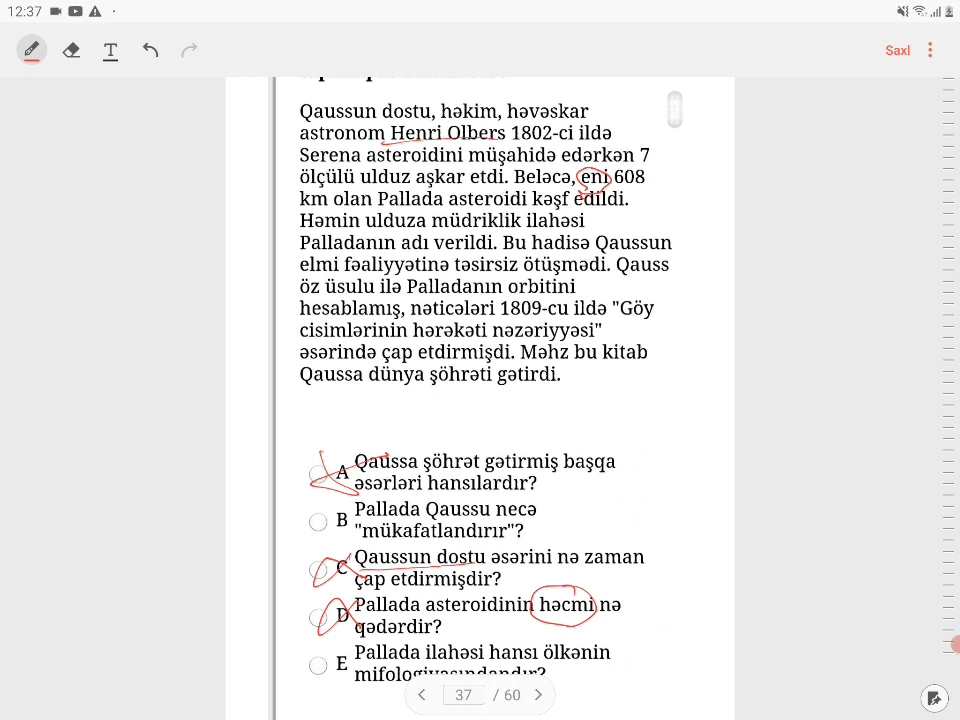 12:37
Saxl
Qaussun dostu, həkim, həvəskar
astronom Henri Olbers 1802-ci ildə
Serena asteroidini müşahidə edərkən 7
ölçülü ulduz aşkar etdi. Beləcə, eni 608
km olan Pallada asteroidi kəşf edildi.
Həmin ulduza müdriklik ilahəsi
Palladanın adı verildi. Bu hadisə Qaussun
elmi fəaliyyətinə təsirsiz ötüşmədi. Qauss
öz üsulu ilə Palladanın orbitini
hesablamış, nəticələri 1809-cu ildə "Göy
cisimlərinin hərəkəti nəzəriyyəsi"
əsərində çap etdirmişdi. Məhz bu kitab
Qaussa dünya şöhrəti gətirdi.
A Qaussa şöhrət gətirmiş başqa
əsərləri hansılardır?
B Pallada Qaussu necə
"mükafatlandırır"?
C Qaussun dostu əsərini nə zaman
çap etdirmişdir?
D Pallada asteroidinin həcmi nə
qədərdir?
E Pallada ilahəsi hansı ölkənin
mifologiyasındandır?
37 / 60